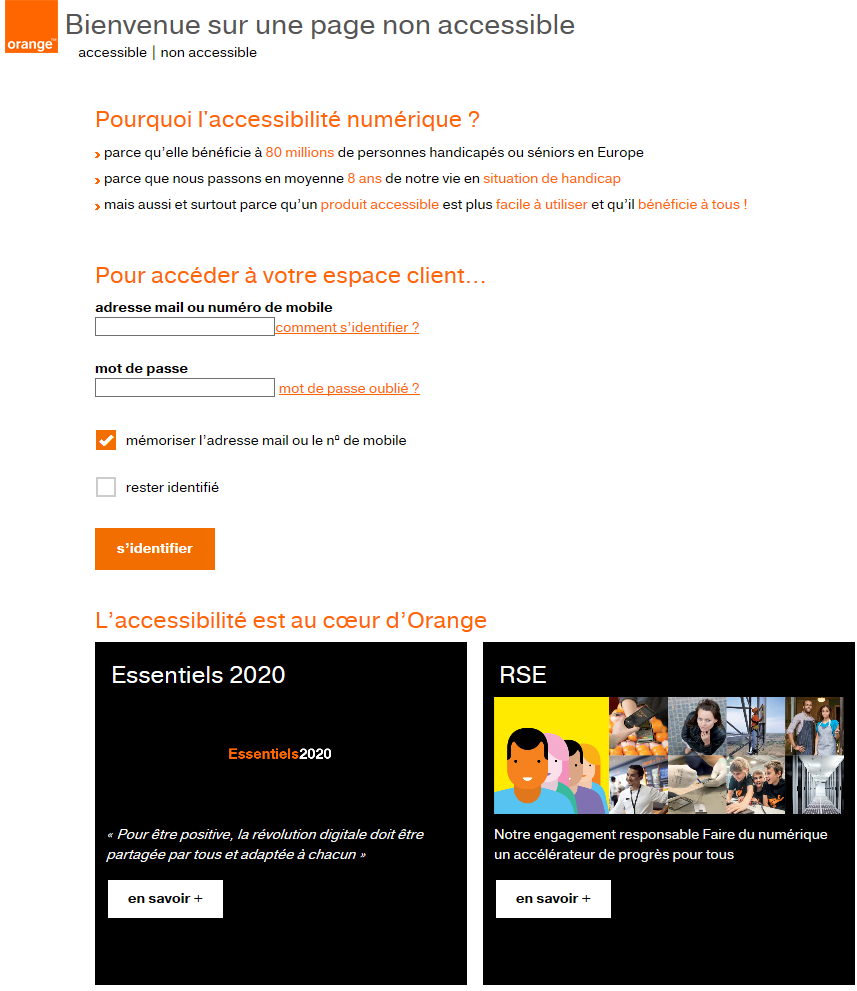 orange™
Bienvenue sur une page non accessible
accessible | non accessible
Pourquoi l'accessibilité numérique ?
parce qu’elle bénéficie à 80 millions de personnes handicapés ou séniors en Europe
parce que nous passons en moyenne 8 ans de notre vie en situation de handicap
mais aussi et surtout parce qu’un produit accessible est plus facile à utiliser et qu’il bénéficie à tous !
Pour accéder à votre espace client…
adresse mail ou numéro de mobile
comment s’identifier ?
mot de passe
mot de passe oublié ?
mémoriser l’adresse mail ou le nº de mobile
rester identifié
s’identifier
L’accessibilité est au cœur d’Orange
Essentiels 2020
Essentiels2020
« Pour être positive, la révolution digitale doit être
partagée par tous et adaptée à chacun »
en savoir +
RSE
Notre engagement responsable Faire du numérique
un accélérateur de progrès pour tous
en savoir +